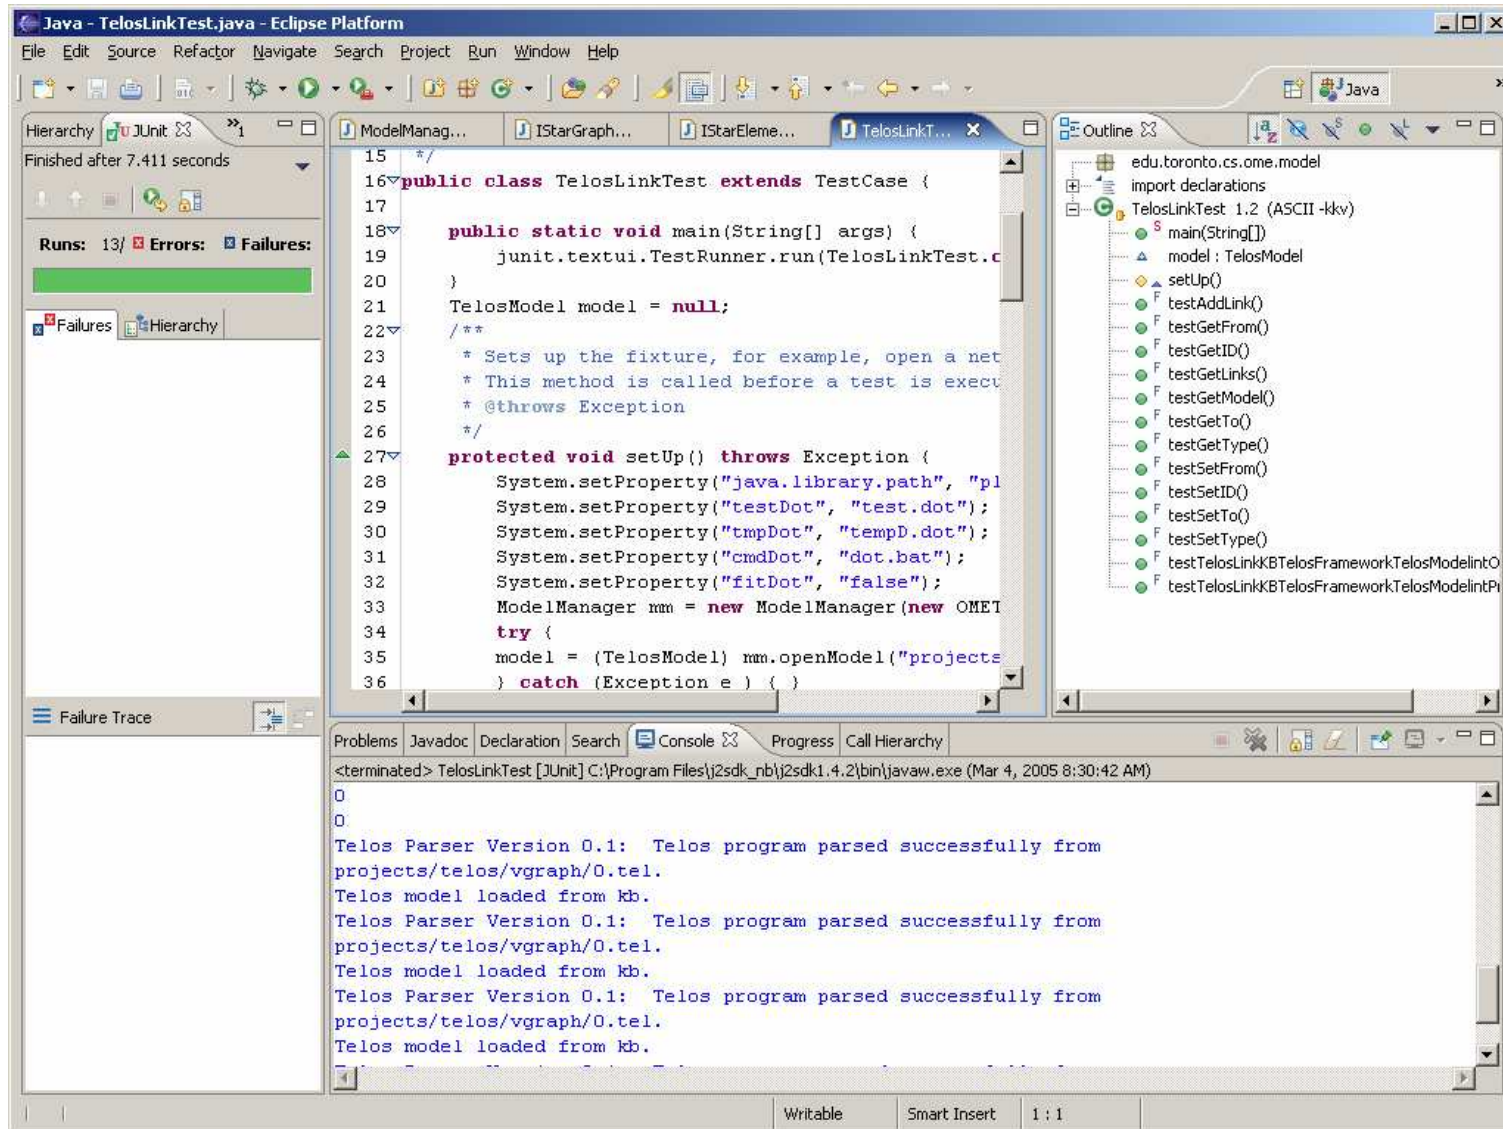 Java - TelosLinkTest.java - Eclipse Platform
File Edit Source Refactor Navigate Search Project Run Window Help
Java
Hierarchy JUnit 1
Finished after 7.411 seconds
Runs: 13/ Errors: Failures:
Failures Hierarchy
Failure Trace
ModelManag... IStarGraph... IStarEleme... TelosLinkT...
15 */
16 public class TelosLinkTest extends TestCase {
17
18 public static void main(String[] args) {
19 junit.textui.TestRunner.run(TelosLinkTest.c
20 }
21 TelosModel model = null;
22 /**
23 * Sets up the fixture, for example, open a net
24 * This method is called before a test is execu
25 * @throws Exception
26 */
27 protected void setUp() throws Exception {
28 System.setProperty("java.library.path", "pl
29 System.setProperty("testDot", "test.dot");
30 System.setProperty("tmpDot", "tempD.dot");
31 System.setProperty("cmdDot", "dot.bat");
32 System.setProperty("fitDot", "false");
33 ModelManager mm = new ModelManager(new OMET
34 try {
35 model = (TelosModel) mm.openModel("projects
36 } catch (Exception e ) { }
Outline
edu.toronto.cs.ome.model
import declarations
TelosLinkTest 1.2 (ASCII -kkv)
S main(String[])
model : TelosModel
setUp()
F testAddLink()
F testGetFrom()
F testGetID()
F testGetLinks()
F testGetModel()
F testGetTo()
F testGetType()
F testSetFrom()
F testSetID()
F testSetTo()
F testSetType()
F testTelosLinkKBTelosFrameworkTelosModelintO
F testTelosLinkKBTelosFrameworkTelosModelintPr
Problems Javadoc Declaration Search Console Progress Call Hierarchy
<terminated> TelosLinkTest [JUnit] C:\Program Files\j2sdk_nb\j2sdk1.4.2\bin\javaw.exe (Mar 4, 2005 8:30:42 AM)
0
0
Telos Parser Version 0.1: Telos program parsed successfully from
projects/telos/vgraph/0.tel.
Telos model loaded from kb.
Telos Parser Version 0.1: Telos program parsed successfully from
projects/telos/vgraph/0.tel.
Telos model loaded from kb.
Telos Parser Version 0.1: Telos program parsed successfully from
projects/telos/vgraph/0.tel.
Telos model loaded from kb.
Writable Smart Insert 1 : 1